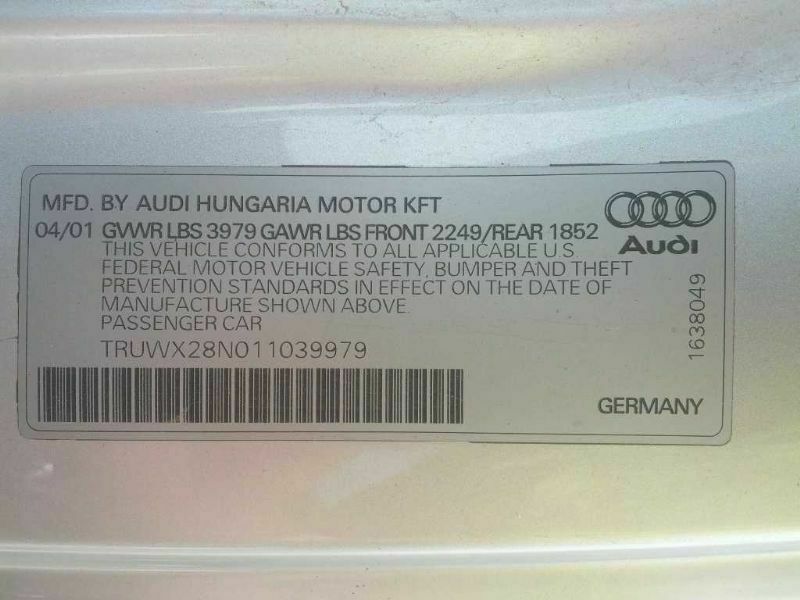 MFD. BY AUDI HUNGARIA MOTOR KFT
04/01 GVWR LBS 3979 GAWR LBS FRONT 2249/REAR 1852
THIS VEHICLE CONFORMS TO ALL APPLICABLE U S
FEDERAL MOTOR VEHICLE SAFETY, BUMPER AND THEFT
PREVENTION STANDARDS IN EFFECT ON THE DATE OF
MANUFACTURE SHOWN ABOVE.
PASSENGER CAR
TRUWX28N011039979
GERMANY
Audi
1638049